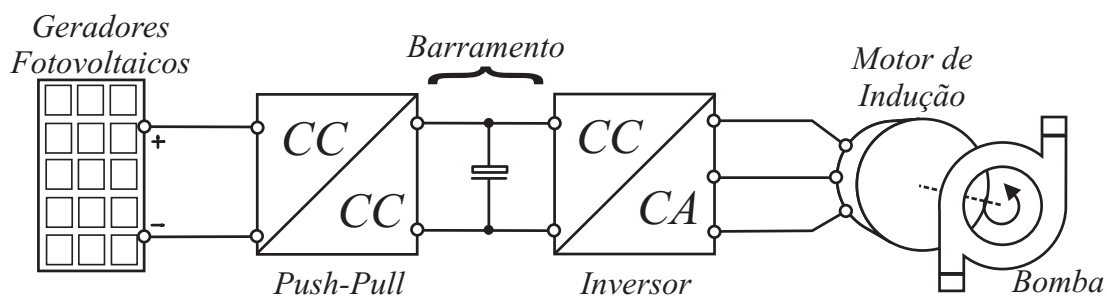 Geradores
Fotovoltaicos
Barramento
Motor de
Indução
+
−
CC
CC
CC
CA
Push-Pull
Inversor
Bomba